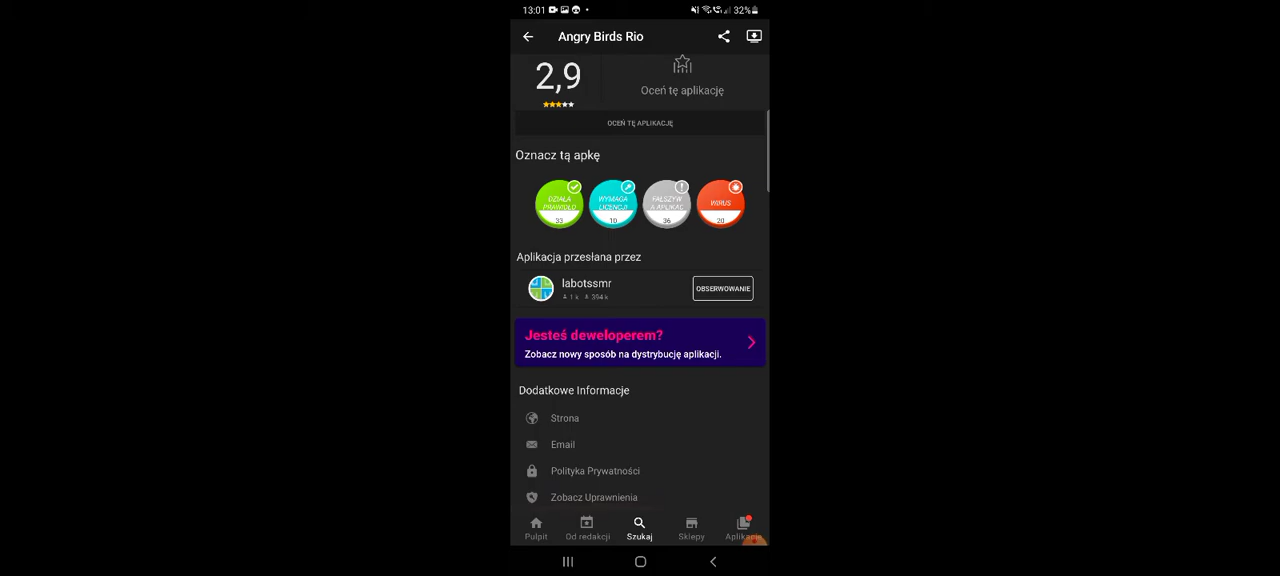 13:01 32%
Angry Birds Rio
2,9
Oceń tę aplikację
OCEŃ TĘ APLIKACJĘ
Oznacz tą apkę
DZIAŁA PRAWIDŁO 33
WYMAGA LICENCJI 10
FAŁSZYW A APLIKAC 36
WIRUS 20
Aplikacja przesłana przez
labotssmr
1 k 394 k
OBSERWOWANIE
Jesteś deweloperem?
Zobacz nowy sposób na dystrybucję aplikacji.
Dodatkowe Informacje
Strona
Email
Polityka Prywatności
Zobacz Uprawnienia
Pulpit Od redakcji Szukaj Sklepy Aplikacje